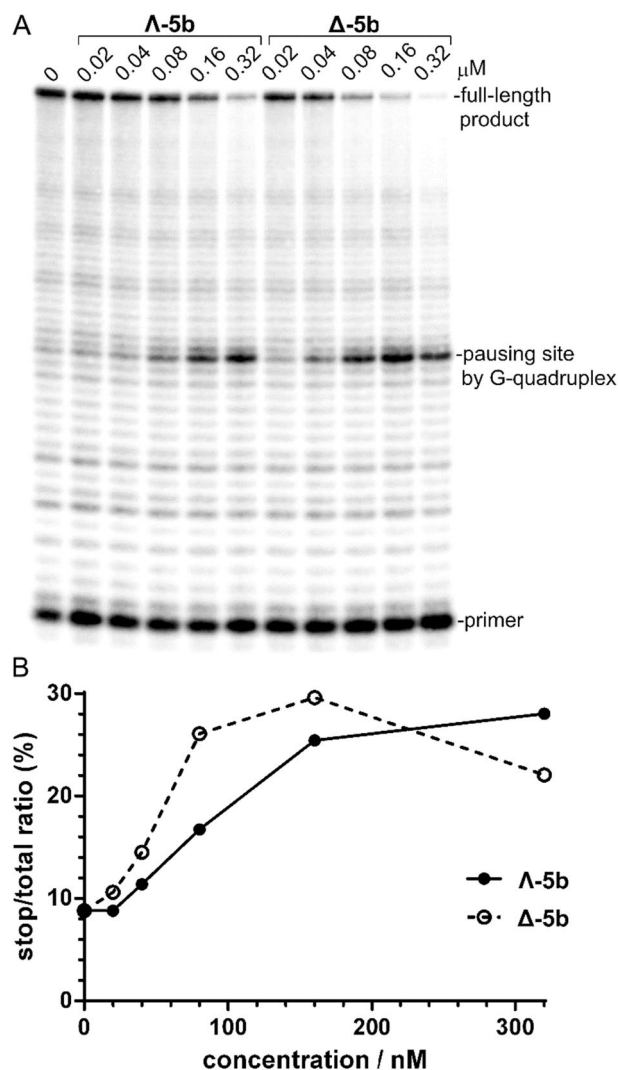 A
Λ-5b Δ-5b
0 0.02 0.04 0.08 0.16 0.32 0.02 0.04 0.08 0.16 0.32 μM
-full-length
product
-pausing site
by G-quadruplex
-primer
B
30
20
10
0
stop/total ratio (%)
Λ-5b
Δ-5b
0 100 200 300
concentration / nM